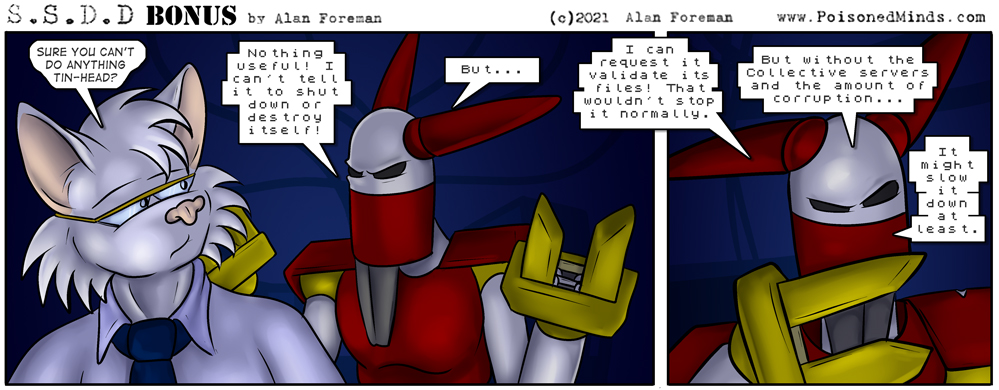 S.S.D.D BONUS by Alan Foreman (c)2021 Alan Foreman www.PoisonedMinds.com
SURE YOU CAN'T
DO ANYTHING
TIN-HEAD?
Nothing
useful! I
can't tell
it to shut
down or
destroy
itself!
But...
I can
request it
validate its
files! That
wouldn't stop
it normally.
But without the
Collective servers
and the amount of
corruption...
It
might
slow
it
down
at
least.